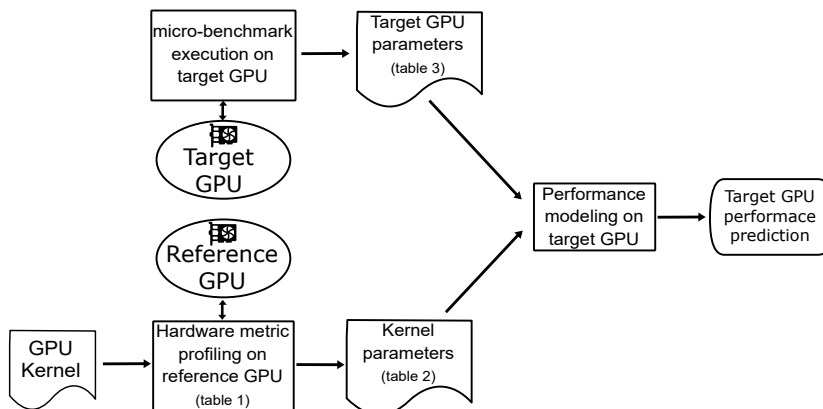 micro-benchmark
execution on
target GPU
Target GPU
parameters
(table 3)
Target
GPU
Performance
modeling on
target GPU
Target GPU
performace
prediction
Reference
GPU
GPU
Kernel
Hardware metric
profiling on
reference GPU
(table 1)
Kernel
parameters
(table 2)